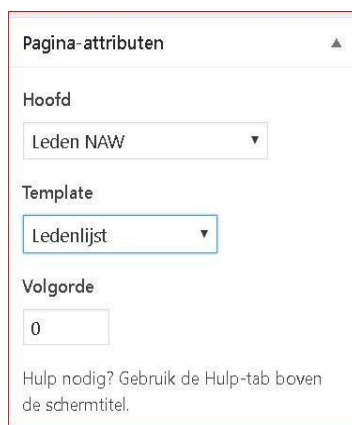 Pagina-attributen
Hoofd
Leden NAW
Template
Ledenlijst
Volgorde
0
Hulp nodig? Gebruik de Hulp-tab boven
de schermtitel.